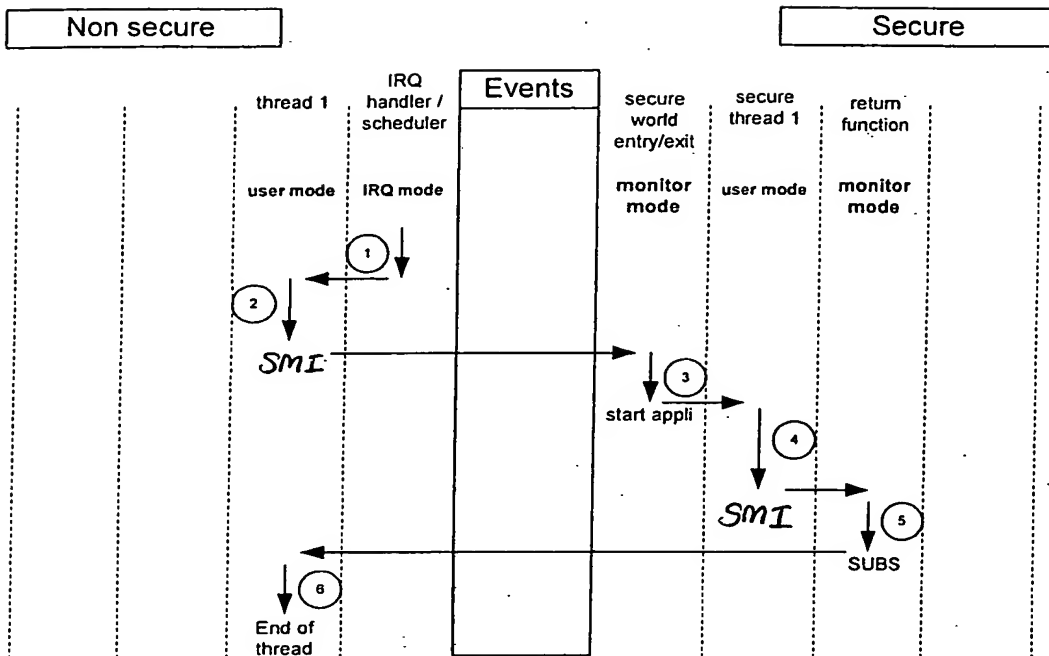 Non secure
Secure
thread 1
IRQ
handler /
scheduler
Events
secure
world
entry/exit
secure
thread 1
return
function
user mode
IRQ mode
monitor
mode
user mode
monitor
mode
1
2
SMI
3
start appli
4
SMI
5
SUBS
6
End of
thread